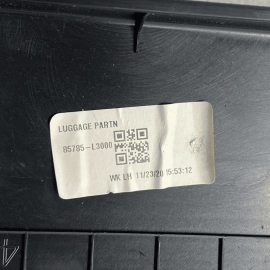 LUGGAGE PARTN
85785-L3000
WK LH 11/23/20 15:53:12